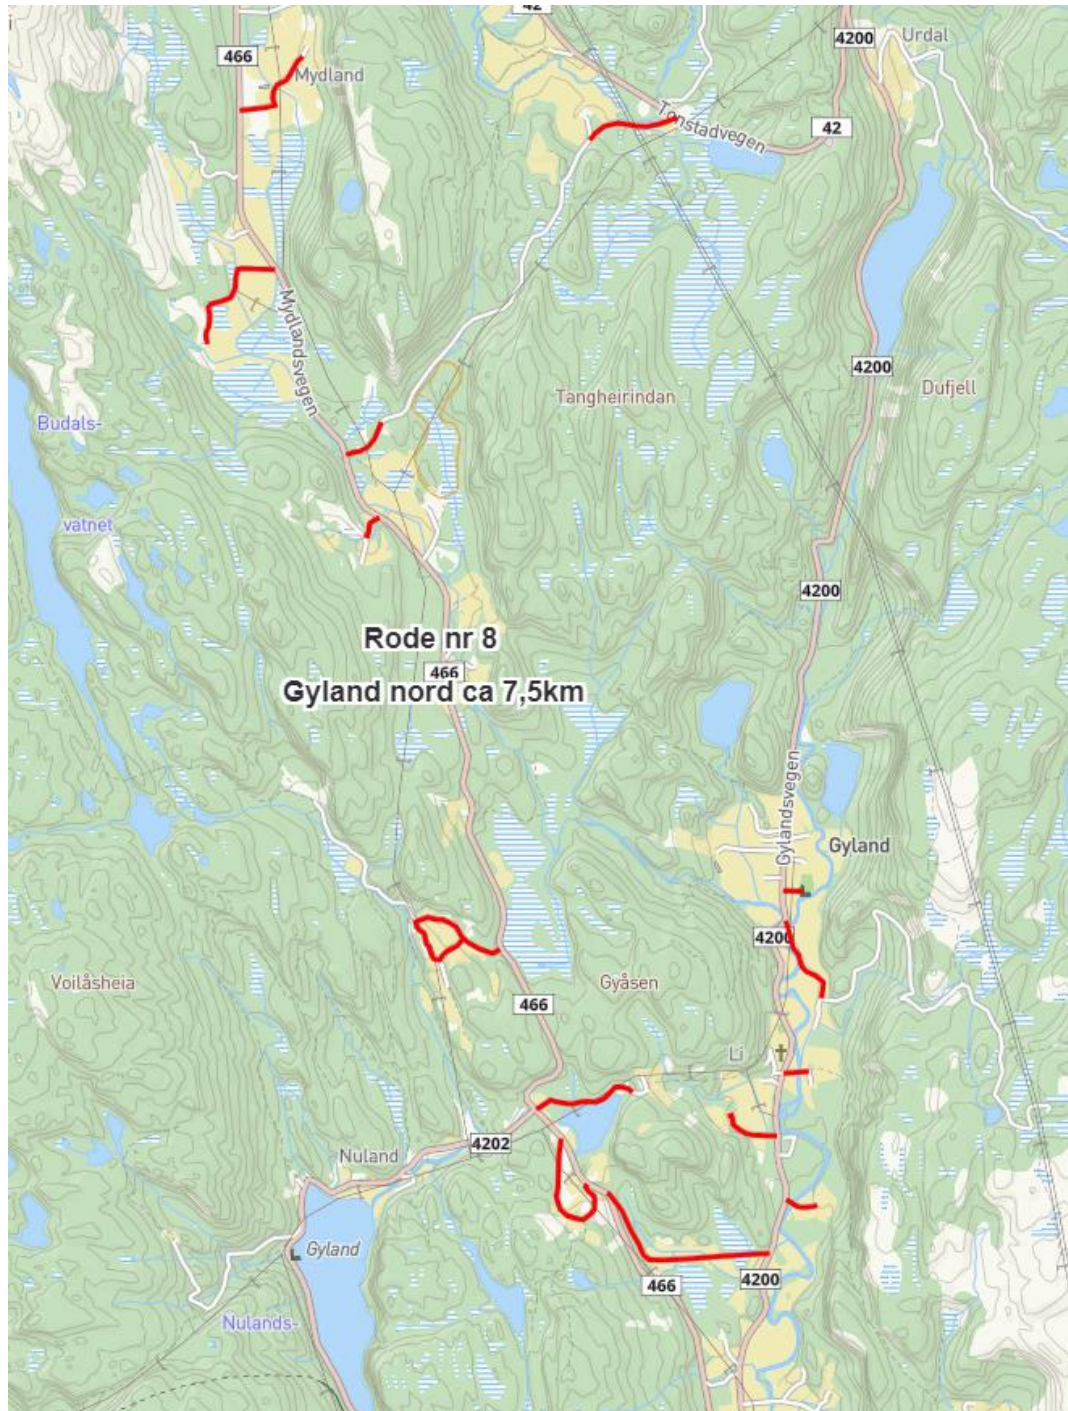 42
4200
Urdal
466
Mydland
Tonstadvegen
42
Mydlandsvegen
4200
Dufjell
Tangheirindan
Budals-
vatnet
4200
Rode nr 8
466
Gyland nord ca 7,5km
Gylandsvegen
Gyland
4200
Voilåsheia
Gyåsen
466
Li
4202
Nuland
Gyland
466
4200
Nulands-